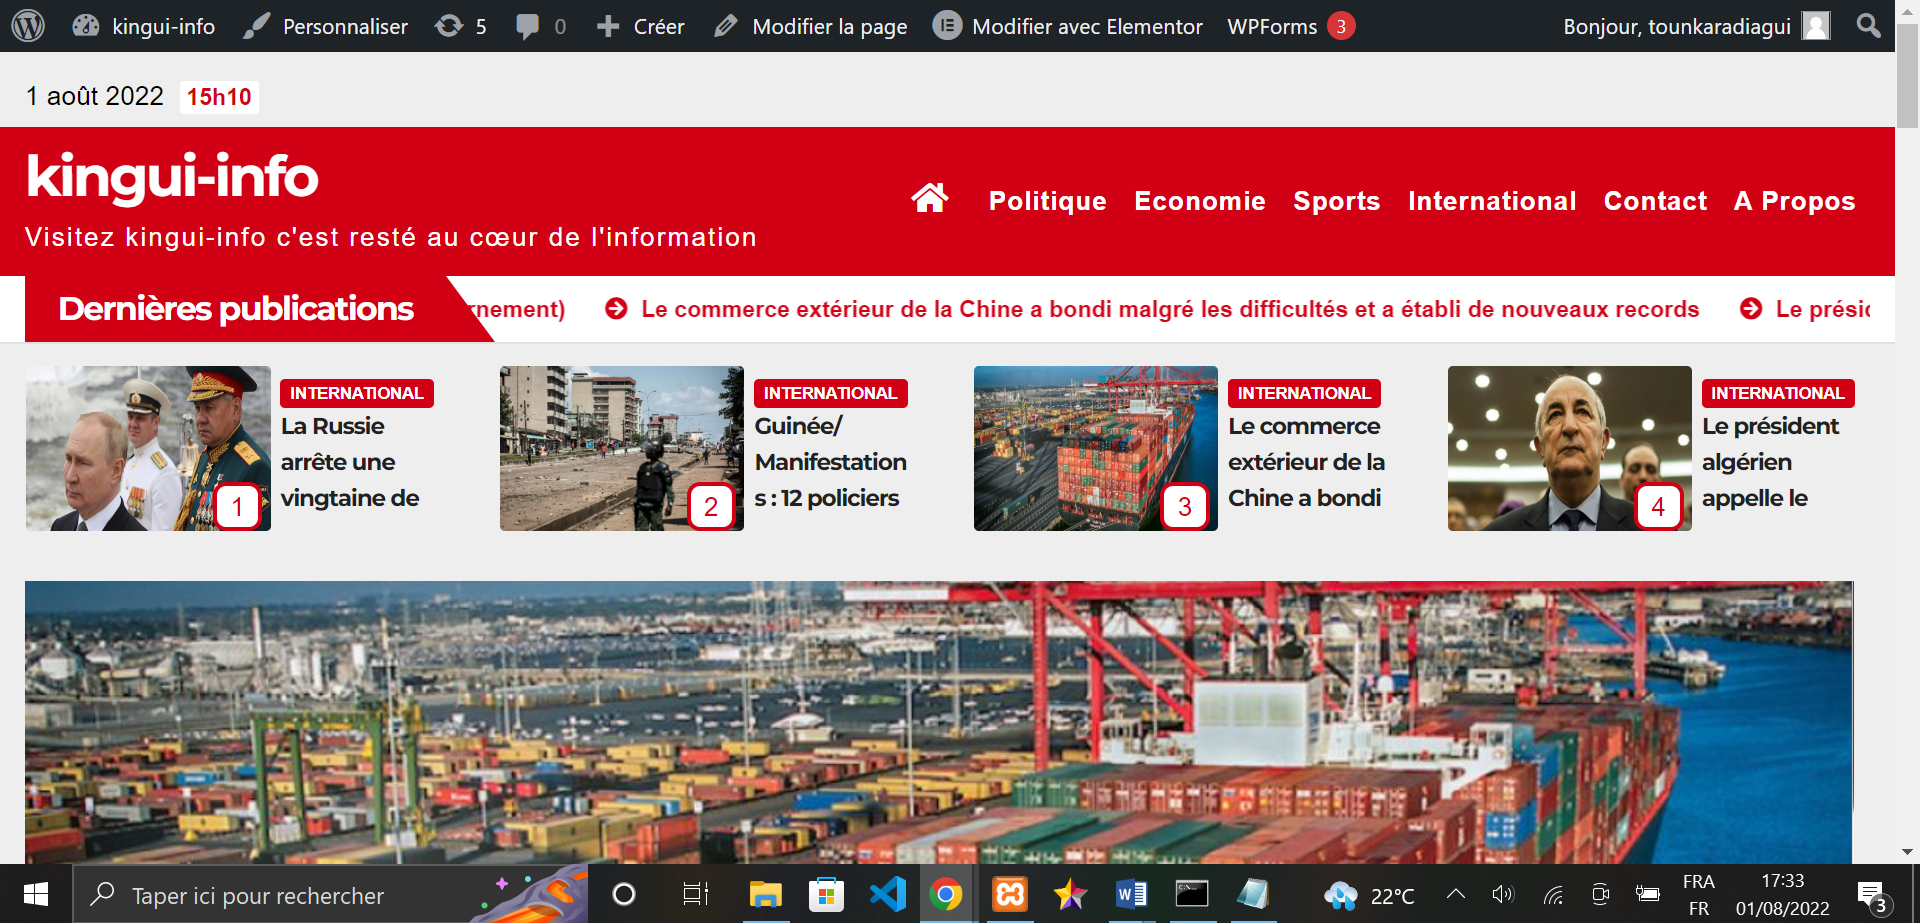 kingui-info
Personnaliser
5
0
Créer
Modifier la page
Modifier avec Elementor
WPForms 3
Bonjour, tounkaradiagui
1 août 2022 15h10
kingui-info
Visitez kingui-info c'est resté au cœur de l'information
Politique Economie Sports International Contact A Propos
Dernières publications
rnement) Le commerce extérieur de la Chine a bondi malgré les difficultés et a établi de nouveaux records Le présid
INTERNATIONAL
La Russie
arrête une
vingtaine de
1
INTERNATIONAL
Guinée/
Manifestation
s : 12 policiers
2
INTERNATIONAL
Le commerce
extérieur de la
Chine a bondi
3
INTERNATIONAL
Le président
algérien
appelle le
4
Taper ici pour rechercher
22°C
FRA
FR
17:33
01/08/2022
3